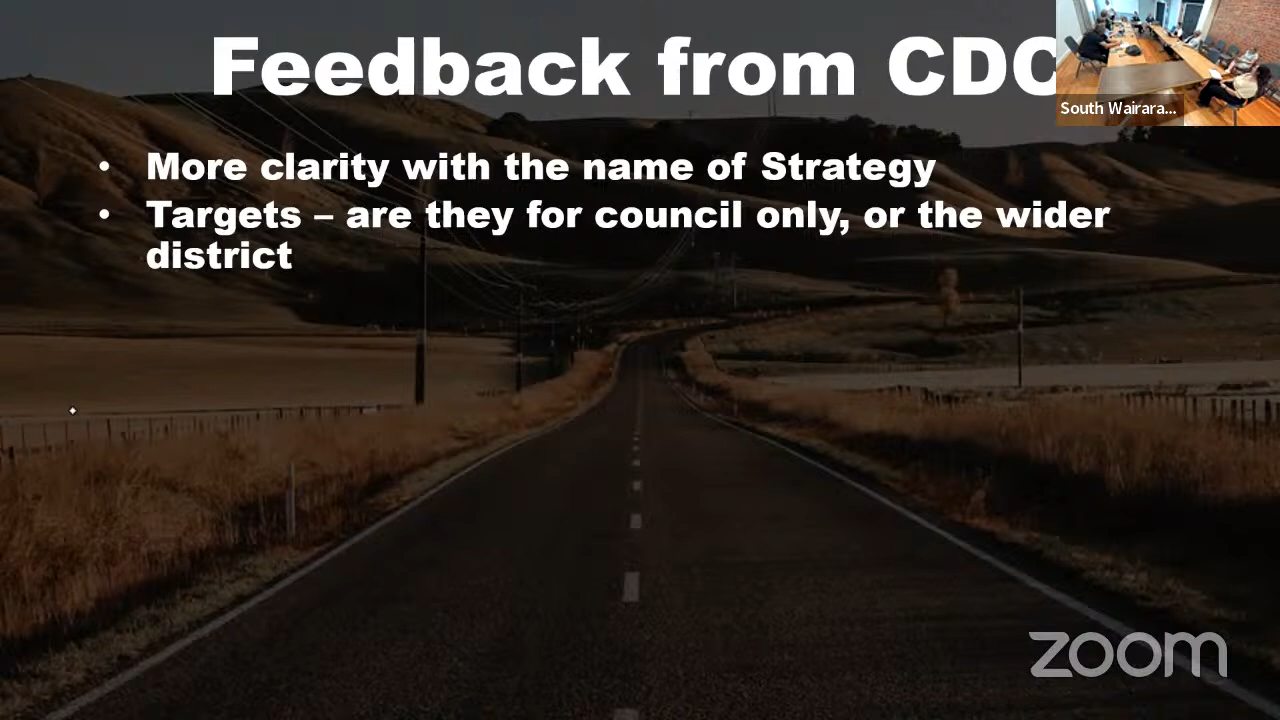 Feedback from CDC
South Wairara...
• More clarity with the name of Strategy
• Targets – are they for council only, or the wider
district
zoom